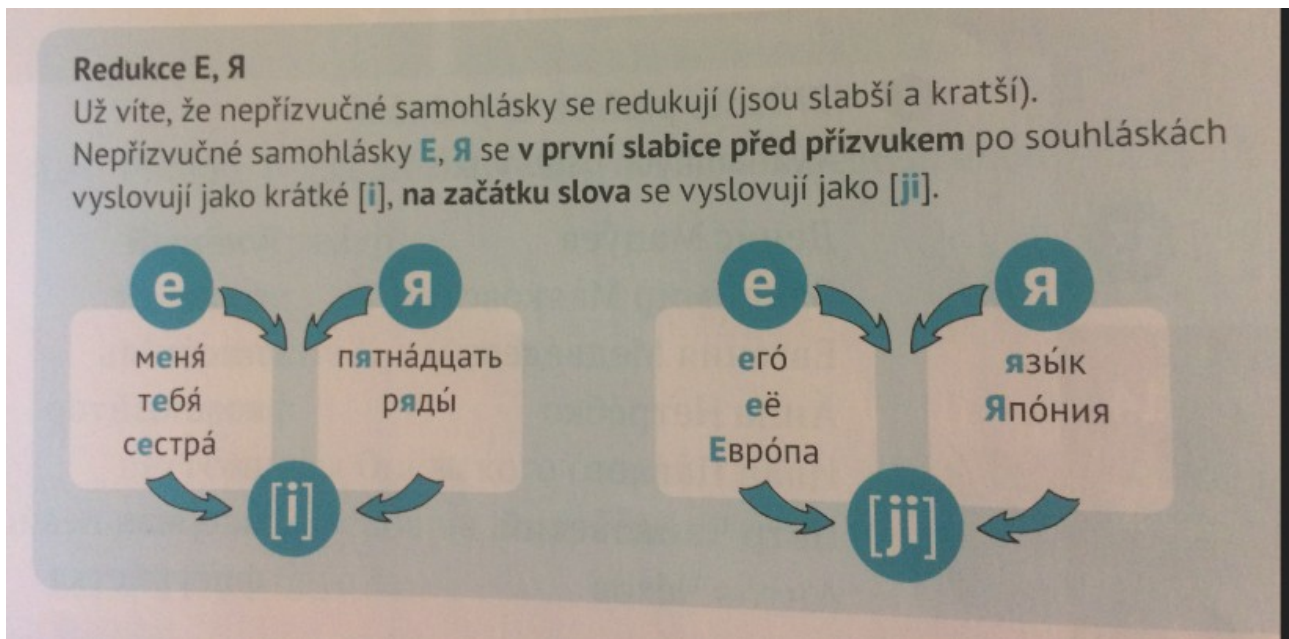 Redukce E, Я
Už víte, že nepřízvučné samohlásky se redukují (jsou slabší a kratší).
Nepřízvučné samohlásky Е, Я se v první slabice před přízvukem po souhláskách
vyslovují jako krátké [i], na začátku slova se vyslovují jako [ji].
е я
меня́ пятна́дцать
тебя́ ряды́
сестра́
[i]
е я
его́ язы́к
её Япо́ния
Евро́па
[ji]